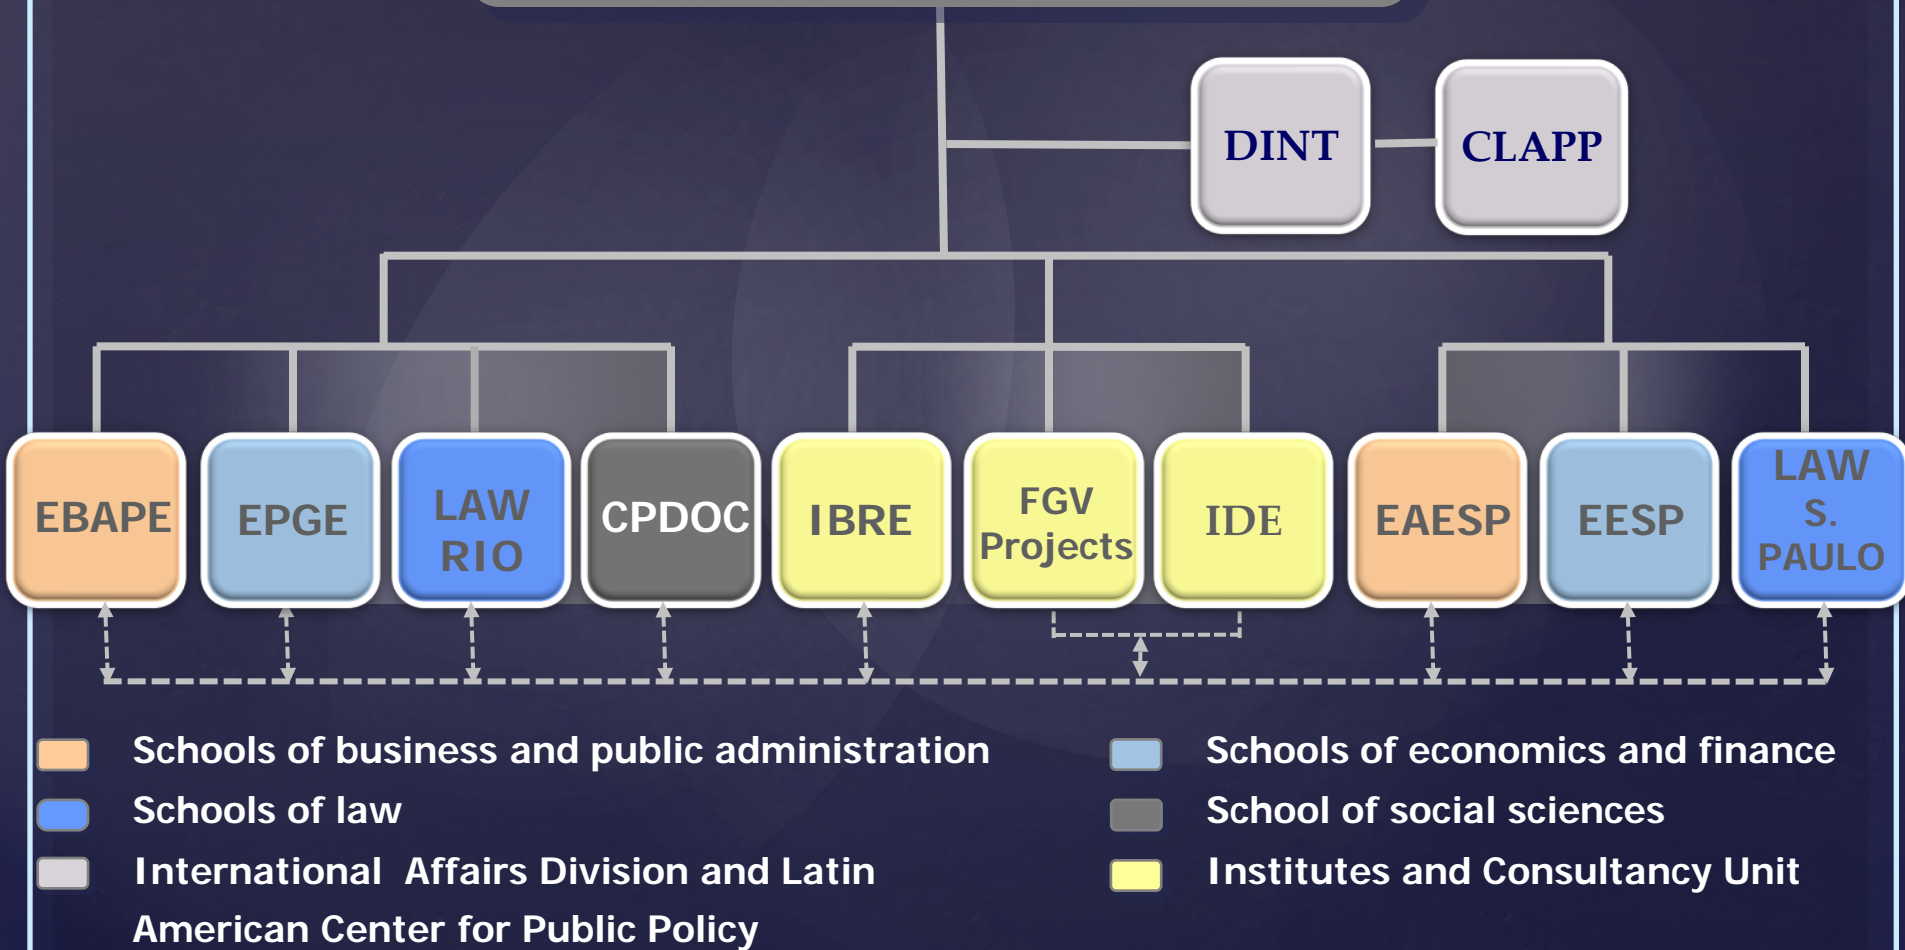 DINT
CLAPP
EBAPE
EPGE
LAW
RIO
CPDOC
IBRE
FGV
Projects
IDE
EAESP
EESP
LAW
S.
PAULO
Schools of business and public administration
Schools of economics and finance
Schools of law
School of social sciences
International Affairs Division and Latin
American Center for Public Policy
Institutes and Consultancy Unit